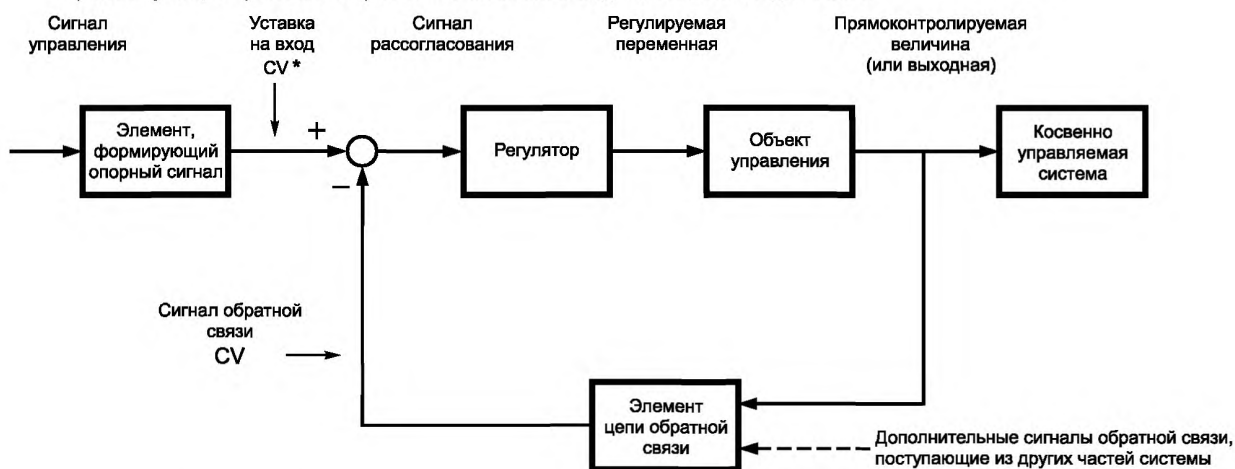 Сигнал
управления
Уставка
на вход
CV*
Сигнал
рассогласования
Регулируемая
переменная
Прямоконтролируемая
величина
(или выходная)
Элемент,
формирующий
опорный сигнал
+
−
Регулятор
Объект
управления
Косвенно
управляемая
система
Сигнал обратной
связи
CV
Элемент
цепи обратной
связи
Дополнительные сигналы обратной связи,
поступающие из других частей системы